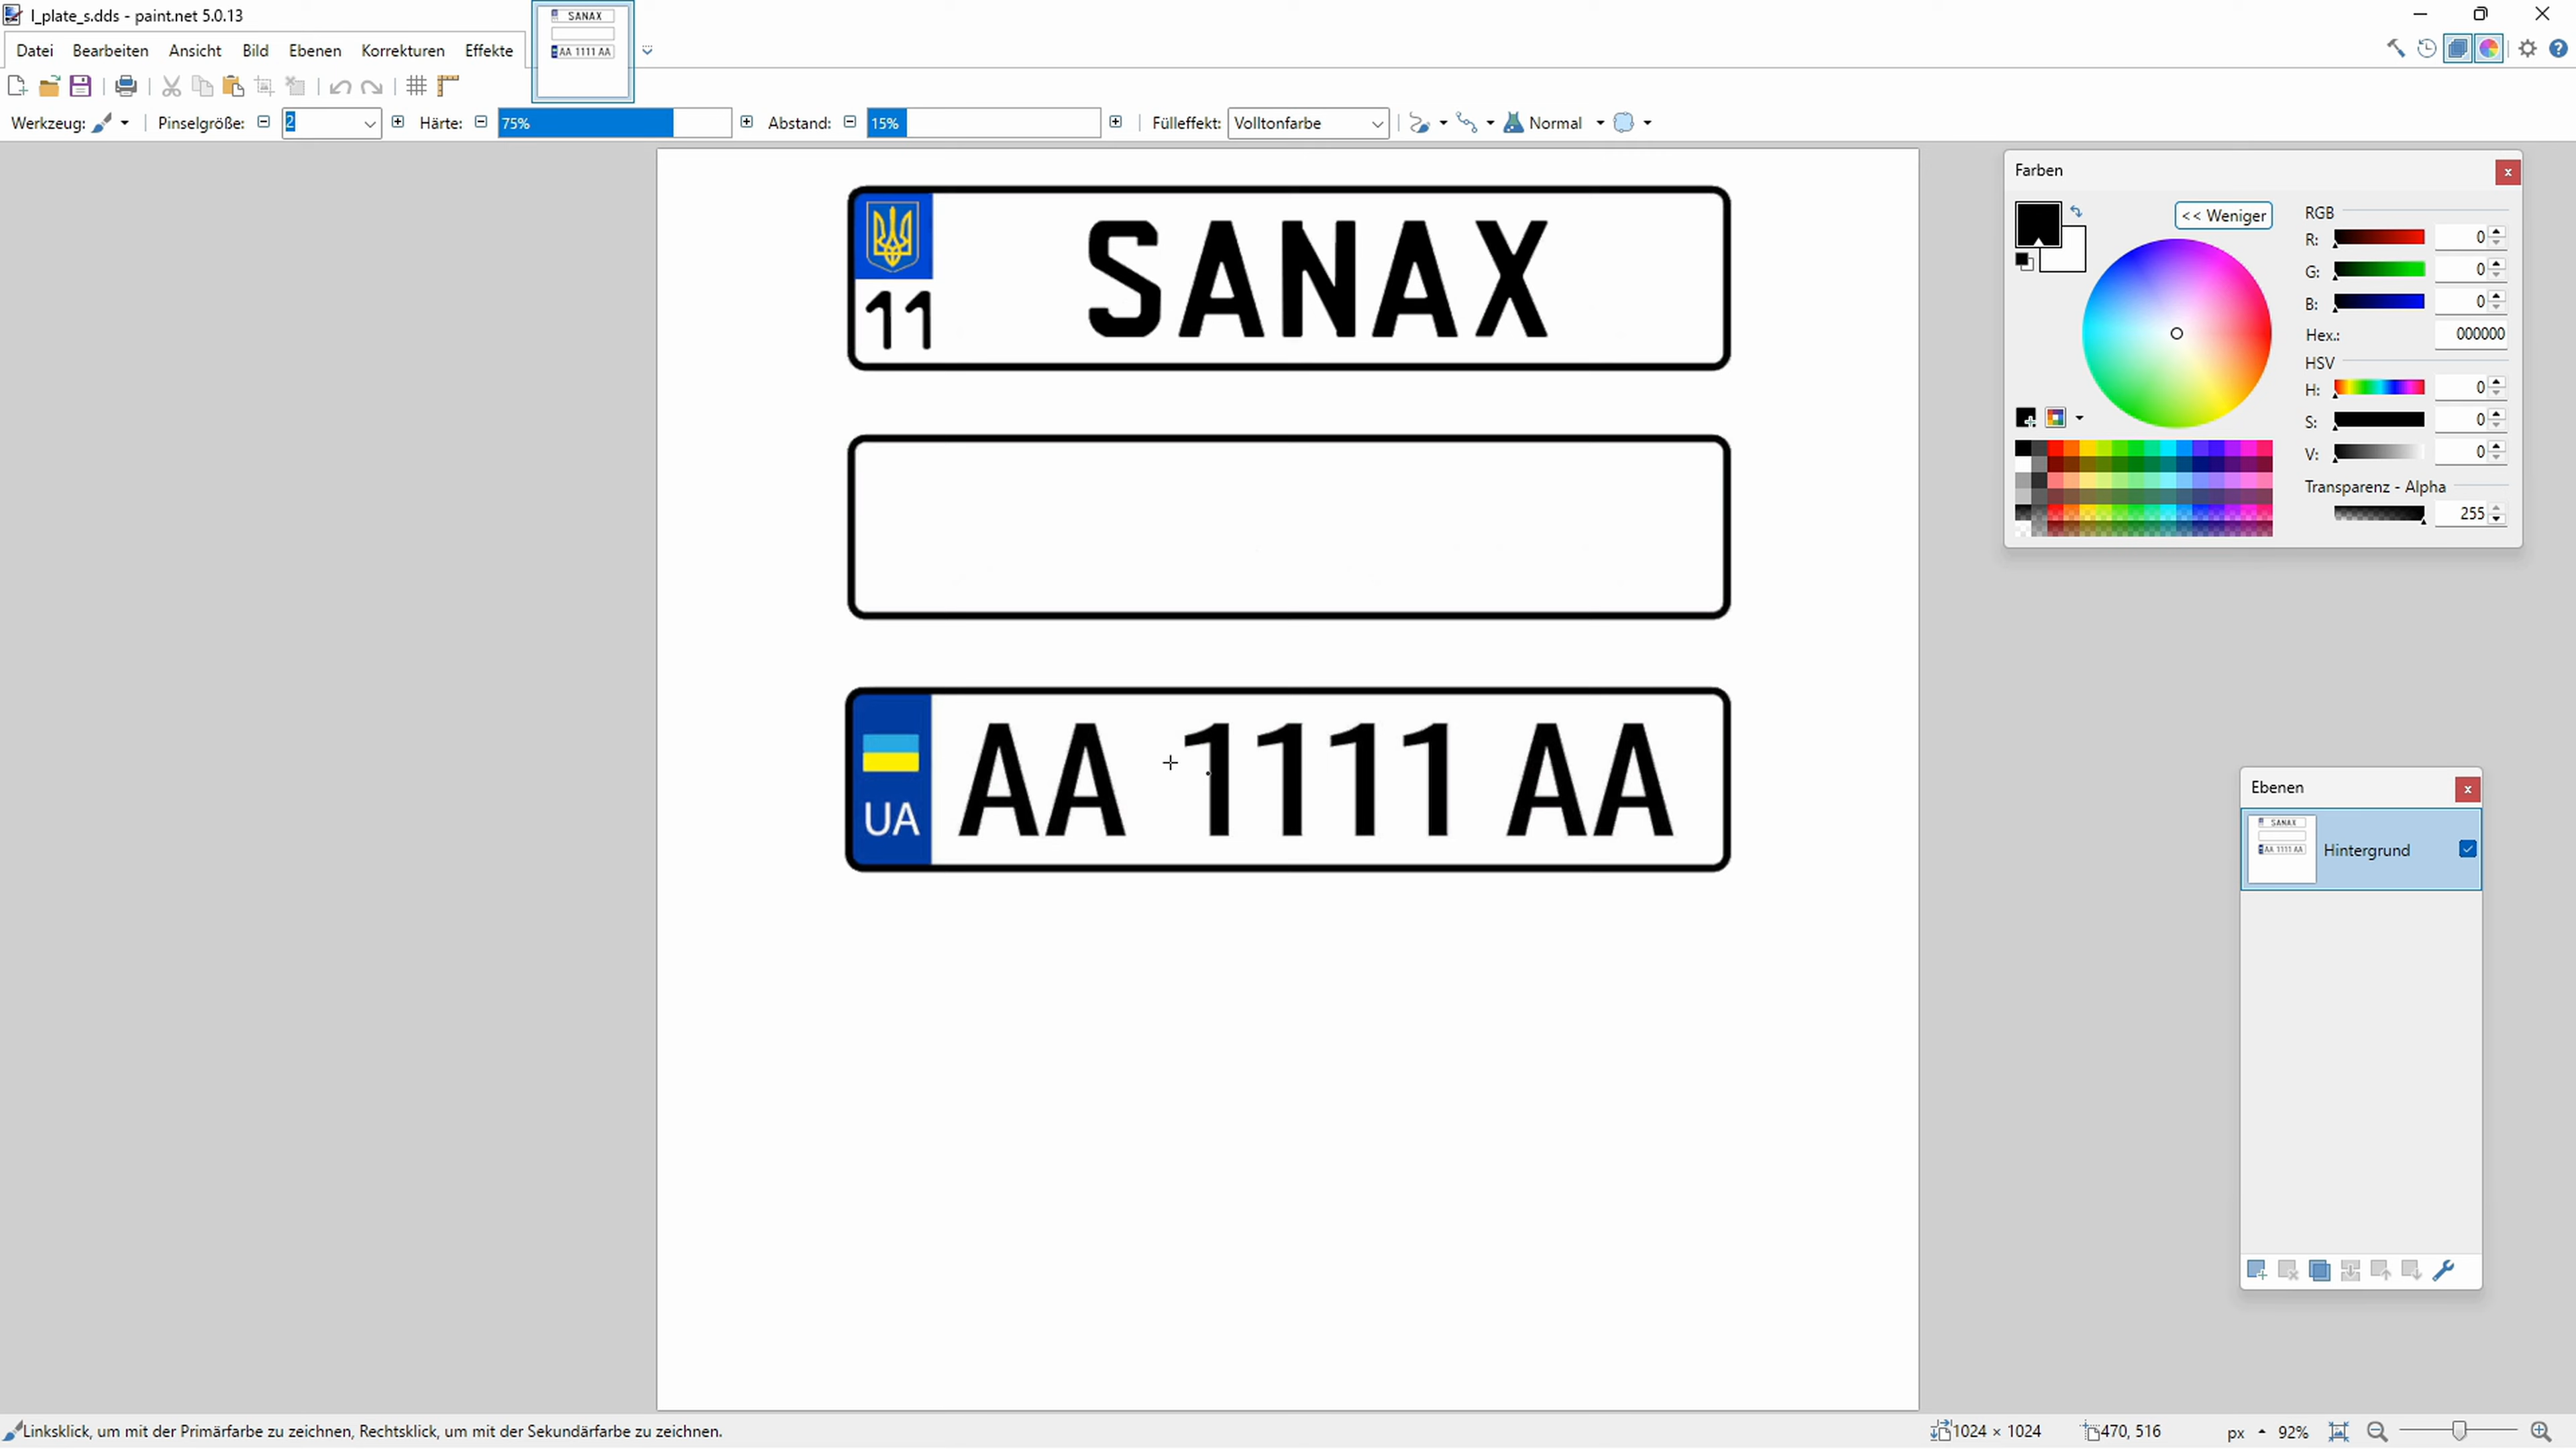 l_plate_s.dds - paint.net 5.0.13
SANAX
AA 1111 AA
Datei Bearbeiten Ansicht Bild Ebenen Korrekturen Effekte
Werkzeug: Pinselgröße: 2 Härte: 75% Abstand: 15% Fülleffekt: Volltonfarbe Normal
11 SANAX
UA AA 1111 AA
Farben
<< Weniger
RGB
R: 0
G: 0
B: 0
Hex.: 000000
HSV
H: 0
S: 0
V: 0
Transparenz - Alpha
255
Ebenen
SANAX
AA 1111 AA
Hintergrund
Linksklick, um mit der Primärfarbe zu zeichnen, Rechtsklick, um mit der Sekundärfarbe zu zeichnen.
1024 × 1024 470, 516 px 92%